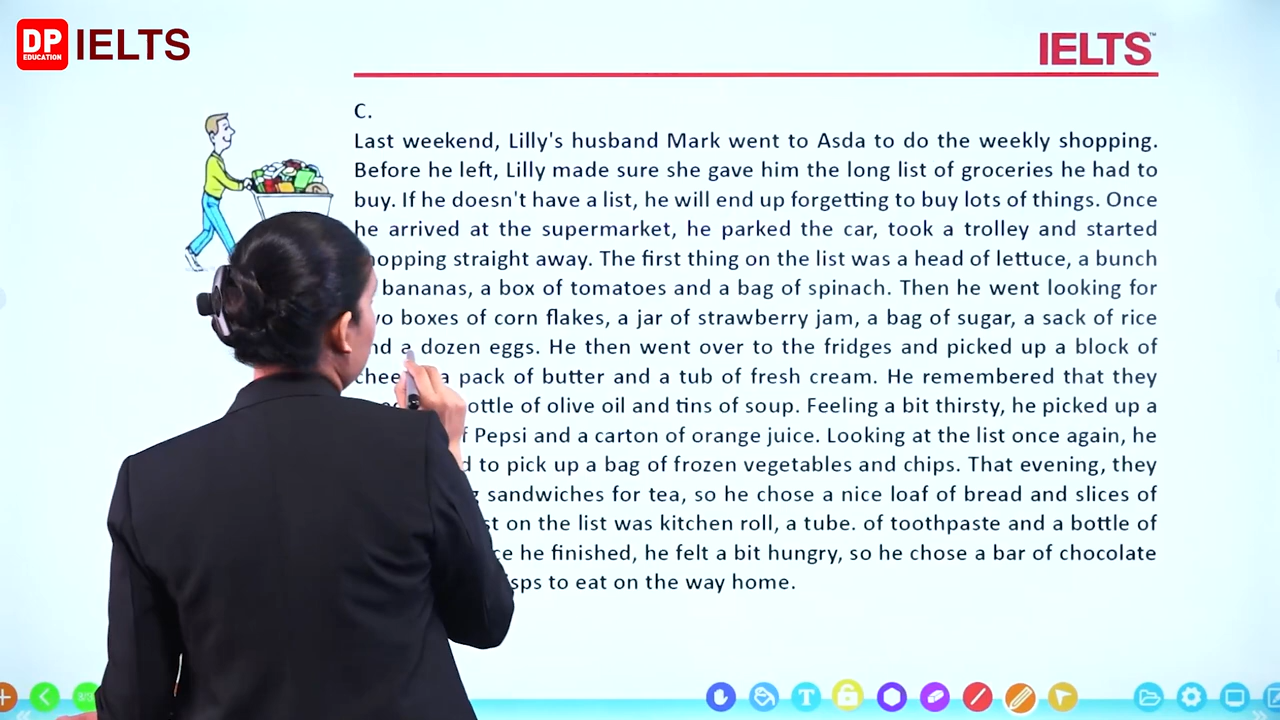 DP
EDUCATION
IELTS
IELTS™
C.
Last weekend, Lilly's husband Mark went to Asda to do the weekly shopping.
Before he left, Lilly made sure she gave him the long list of groceries he had to
buy. If he doesn't have a list, he will end up forgetting to buy lots of things. Once
he arrived at the supermarket, he parked the car, took a trolley and started
straight away. The first thing on the list was a head of lettuce, a bunch
bananas, a box of tomatoes and a bag of spinach. Then he went looking for
boxes of corn flakes, a jar of strawberry jam, a bag of sugar, a sack of rice
a dozen eggs. He then went over to the fridges and picked up a block of
a pack of butter and a tub of fresh cream. He remembered that they
of olive oil and tins of soup. Feeling a bit thirsty, he picked up a
Pepsi and a carton of orange juice. Looking at the list once again, he
to pick up a bag of frozen vegetables and chips. That evening, they
sandwiches for tea, so he chose a nice loaf of bread and slices of
on the list was kitchen roll, a tube. of toothpaste and a bottle of
he finished, he felt a bit hungry, so he chose a bar of chocolate
to eat on the way home.
T